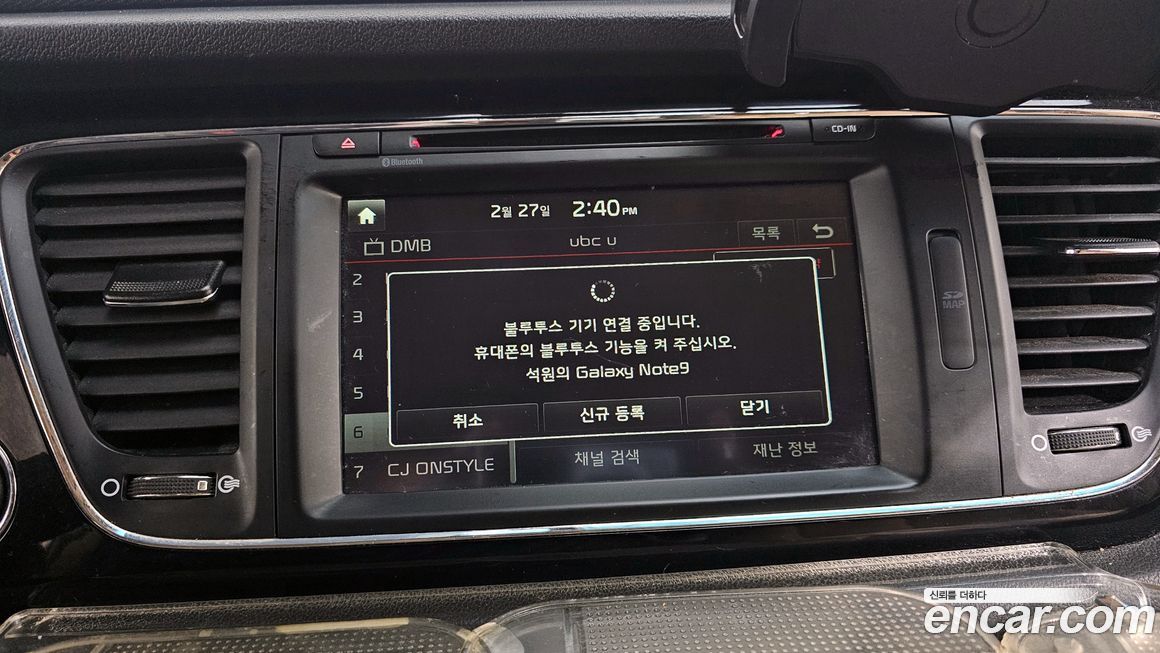 CD-IN
Bluetooth
2월 27일 2:40 PM
DMB ubc u 목록
2
3
4
5
6
7 CJ ONSTYLE
블루투스 기기 연결 중입니다.
휴대폰의 블루투스 기능을 켜 주십시오.
석원의 Galaxy Note9
취소 신규 등록 닫기
채널 검색 재난 정보
SD
MAP
신뢰를 더하다
encar.com